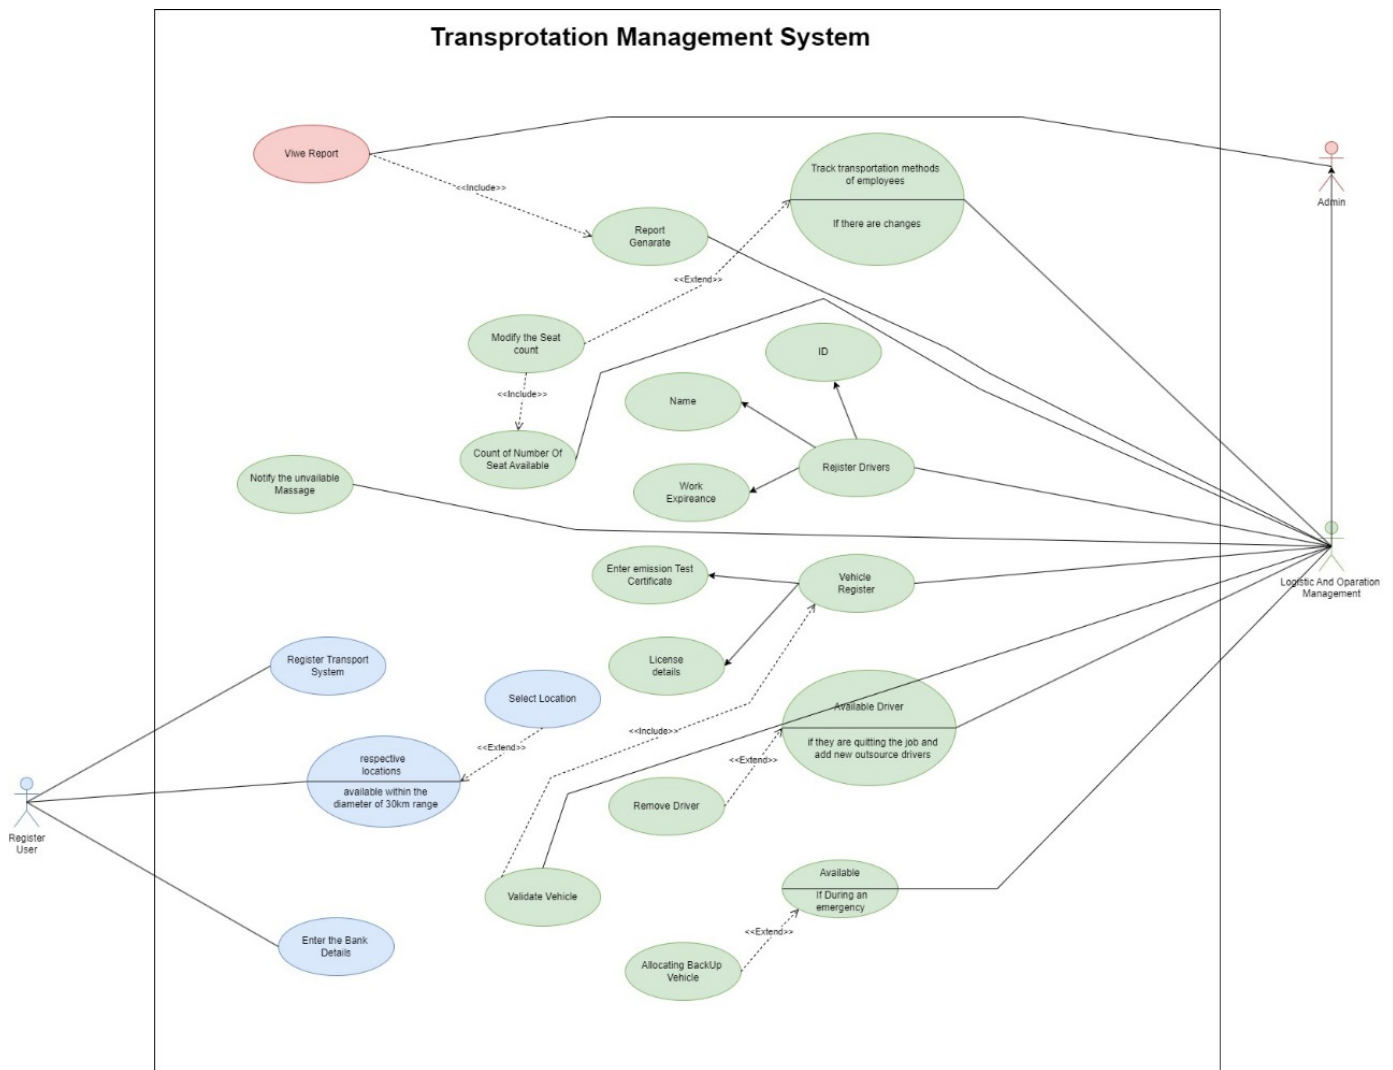 Transprotation Management System
Viwe Report
Track transportation methods
of employees
If there are changes
Admin
<<Include>>
Report
Genarate
<<Extend>>
Modify the Seat
count
ID
<<Include>>
Name
Count of Number Of
Seat Available
Rejister Drivers
Notify the unvailable
Massage
Work
Expireance
Enter emission Test
Certificate
Vehicle
Register
Logistic And Oparation
Management
Register Transport
System
License
details
Select Location
Available Driver
<<Include>>
if they are quitting the job and
add new outsource drivers
<<Extend>>
respective
locations
<<Extend>>
available within the
diameter of 30km range
Remove Driver
Register
User
Validate Vehicle
Available
If During an
emergency
<<Extend>>
Enter the Bank
Details
Allocating BackUp
Vehicle